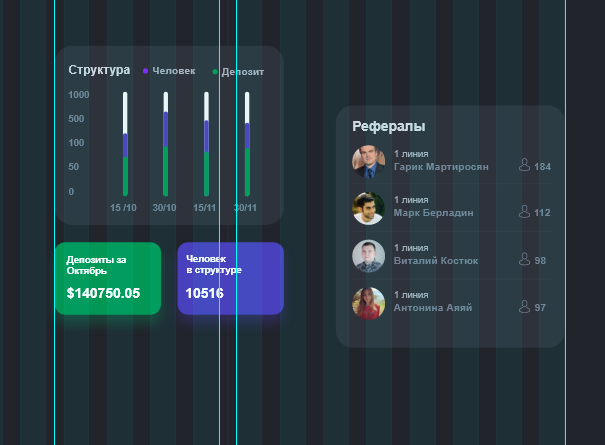 Структура
Человек
Депозит
1000
500
100
50
0
15 /10
30/10
15/11
30/11
Депозиты за
Октябрь
$140750.05
Человек
в структуре
10516
Рефералы
1 линия
Гарик Мартиросян
184
1 линия
Марк Берладин
112
1 линия
Виталий Костюк
98
1 линия
Антонина Аяяй
97